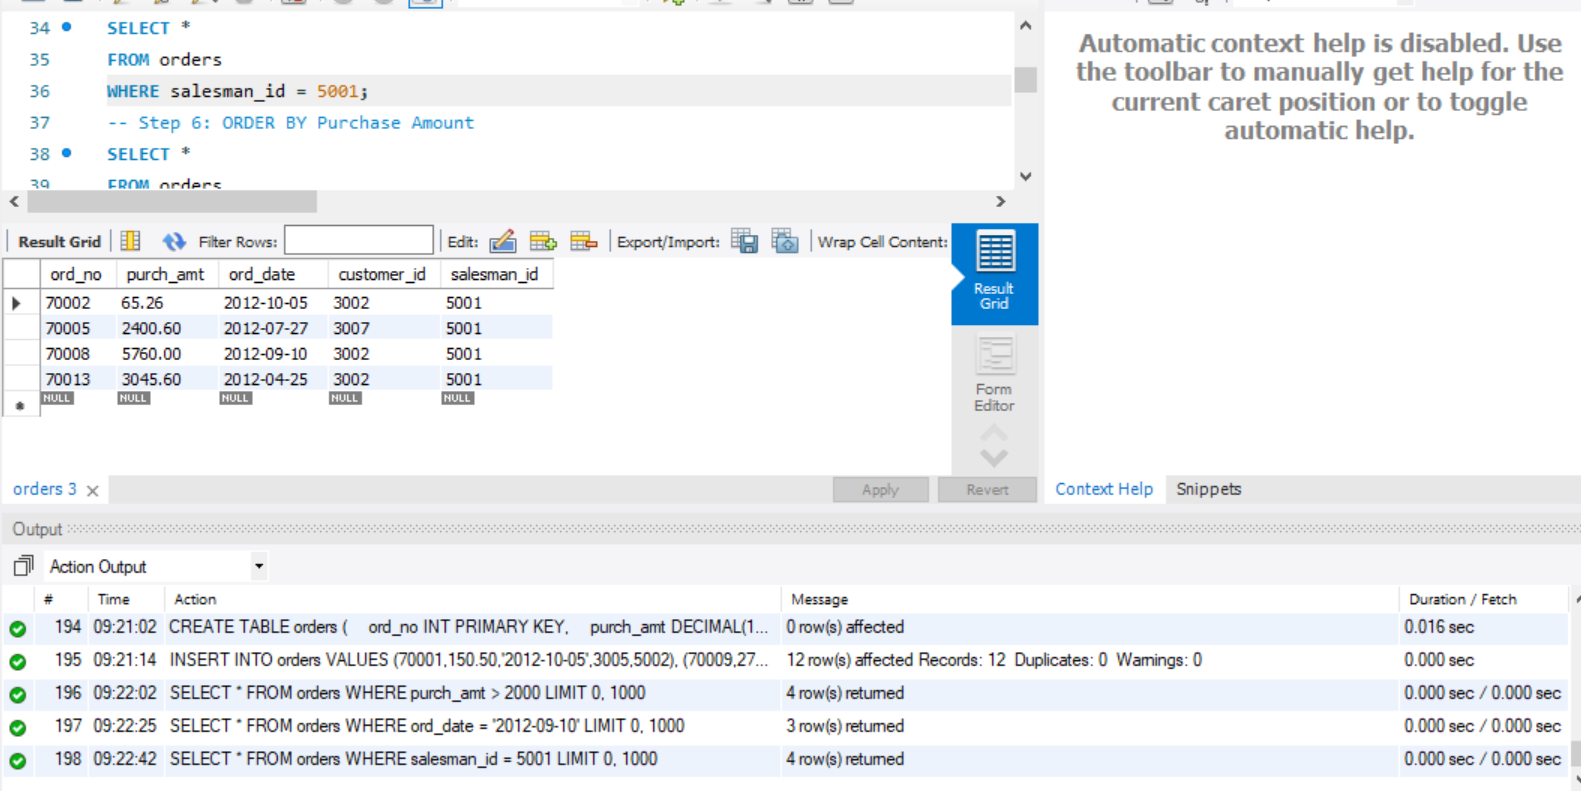 34 SELECT *
35 FROM orders
36 WHERE salesman_id = 5001;
37 -- Step 6: ORDER BY Purchase Amount
38 SELECT *
39 FROM orders
Automatic context help is disabled. Use
the toolbar to manually get help for the
current caret position or to toggle
automatic help.
Result Grid Filter Rows: Edit: Export/Import: Wrap Cell Content:
ord_no purch_amt ord_date customer_id salesman_id
70002 65.26 2012-10-05 3002 5001
70005 2400.60 2012-07-27 3007 5001
70008 5760.00 2012-09-10 3002 5001
70013 3045.60 2012-04-25 3002 5001
NULL NULL NULL NULL NULL
Result
Grid
Form
Editor
orders 3 Apply Revert
Context Help Snippets
Output
Action Output
# Time Action Message Duration / Fetch
194 09:21:02 CREATE TABLE orders ( ord_no INT PRIMARY KEY, purch_amt DECIMAL(1... 0 row(s) affected 0.016 sec
195 09:21:14 INSERT INTO orders VALUES (70001,150.50,'2012-10-05',3005,5002), (70009,27... 12 row(s) affected Records: 12 Duplicates: 0 Warnings: 0 0.000 sec
196 09:22:02 SELECT * FROM orders WHERE purch_amt > 2000 LIMIT 0, 1000 4 row(s) returned 0.000 sec / 0.000 sec
197 09:22:25 SELECT * FROM orders WHERE ord_date = '2012-09-10' LIMIT 0, 1000 3 row(s) returned 0.000 sec / 0.000 sec
198 09:22:42 SELECT * FROM orders WHERE salesman_id = 5001 LIMIT 0, 1000 4 row(s) returned 0.000 sec / 0.000 sec